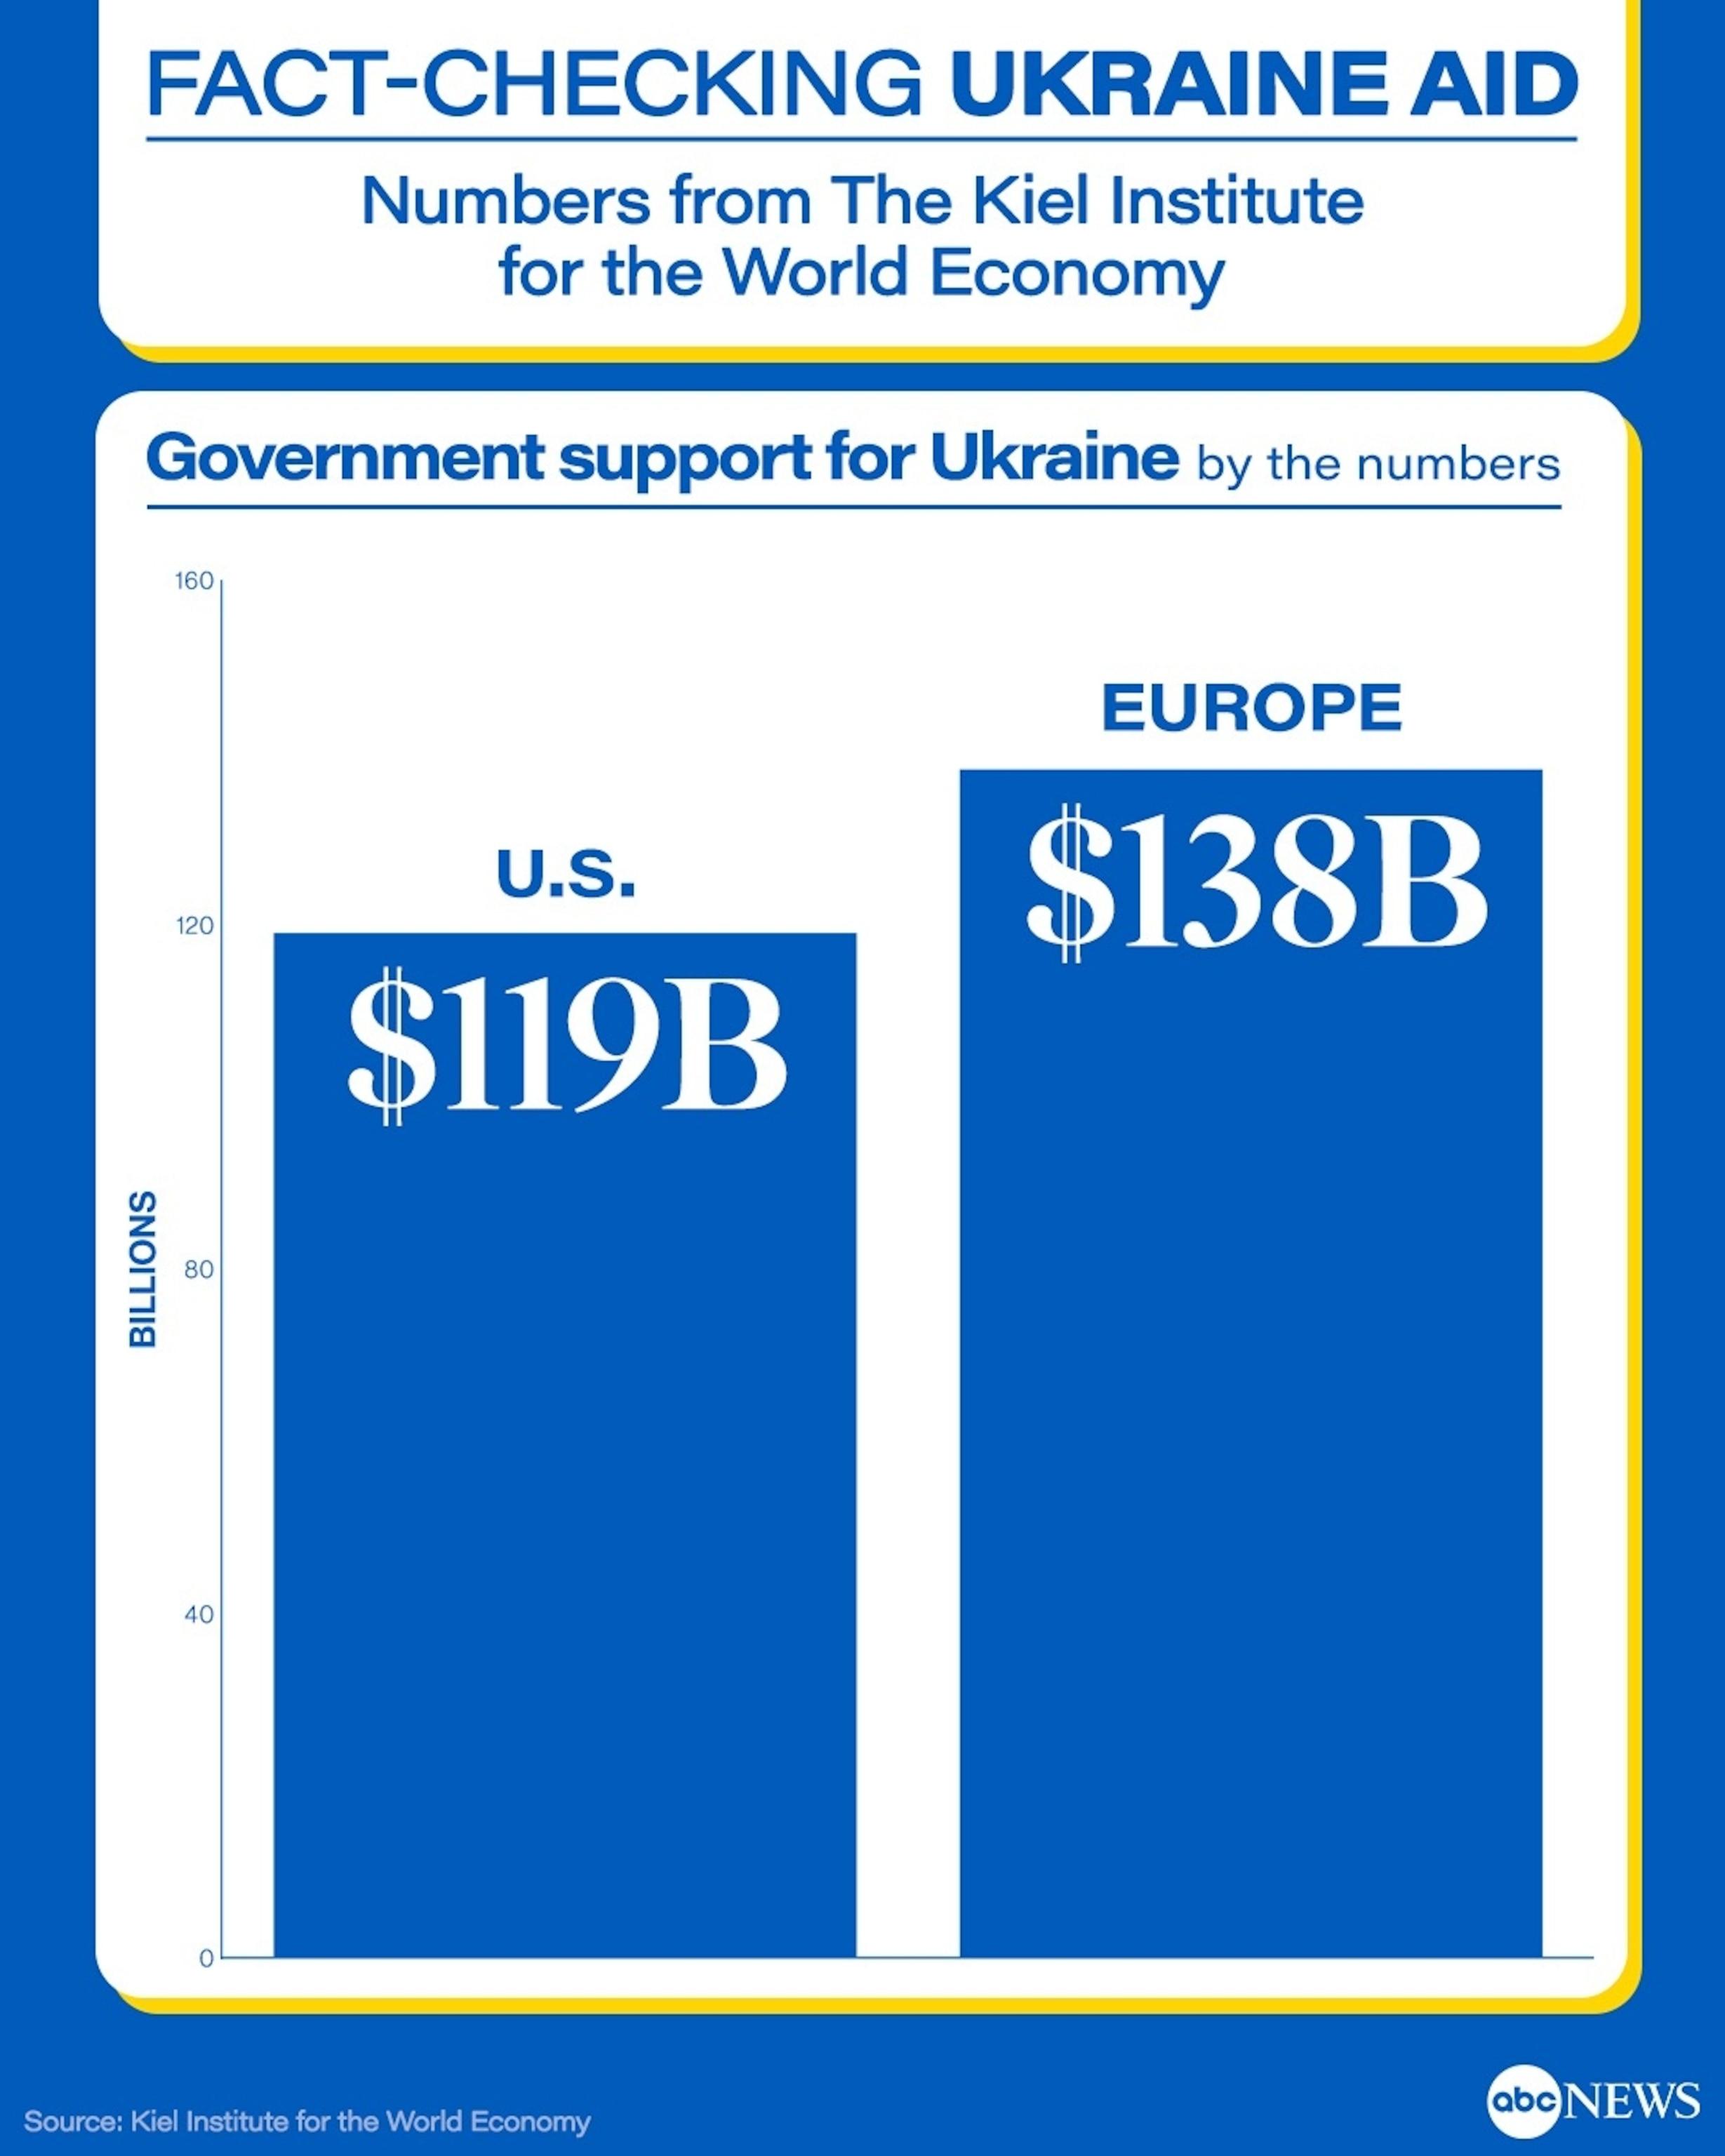 FACT-CHECKING UKRAINE AID
Numbers from The Kiel Institute
for the World Economy
Government support for Ukraine by the numbers
160
EUROPE
$138B
U.S.
120
$119B
BILLIONS
80
40
0
Source: Kiel Institute for the World Economy
abc NEWS